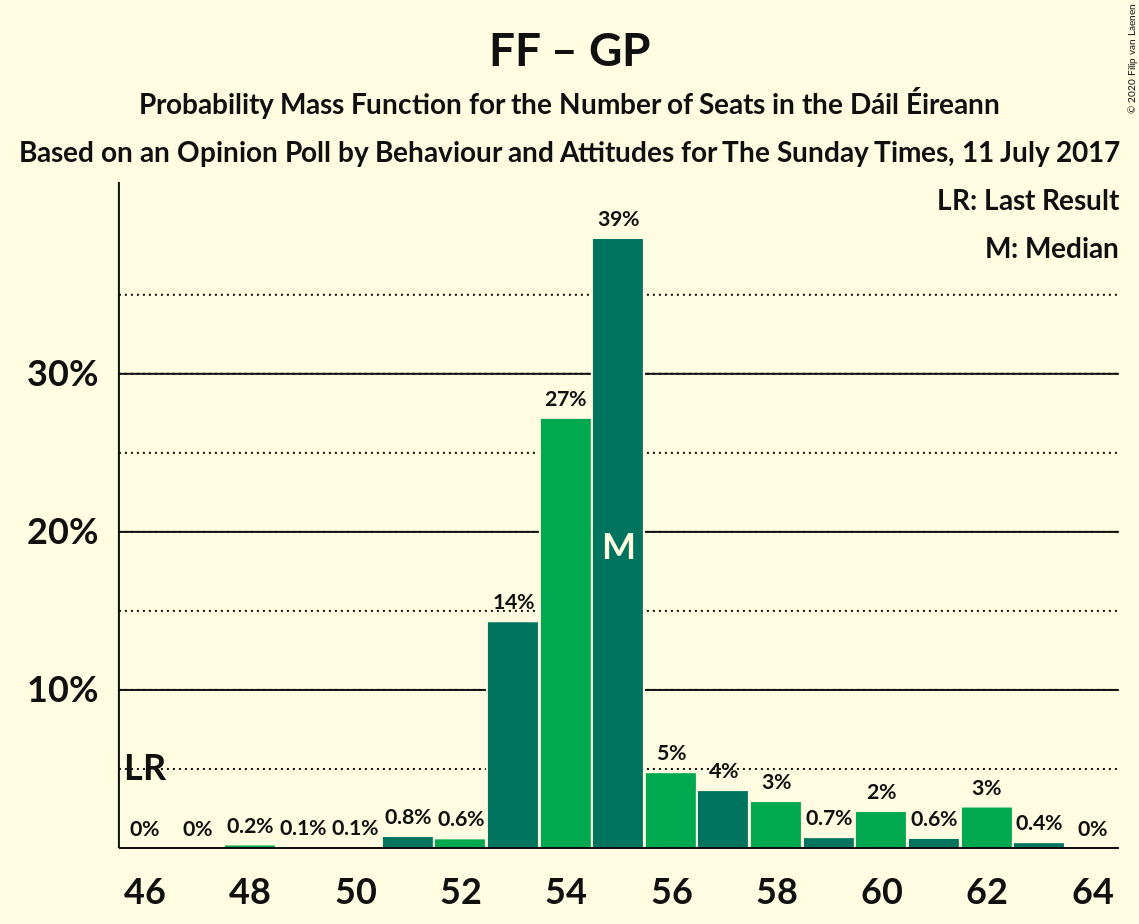 FF – GP
Probability Mass Function for the Number of Seats in the Dáil Éireann
Based on an Opinion Poll by Behaviour and Attitudes for The Sunday Times, 11 July 2017
© 2020 Filip van Laenen
LR: Last Result
M: Median
39%
30%
27%
20%
M
14%
10%
LR
5%
4%
3%
2%
3%
0%
0%
0.2%
0.1%
0.1%
0.8%
0.6%
0.7%
0.6%
0.4%
0%
46 48 50 52 54 56 58 60 62 64